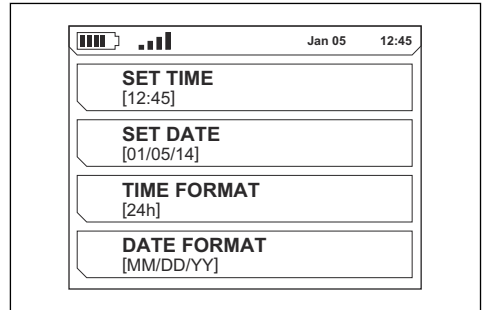 Jan 05 12:45
SET TIME
[12:45]
SET DATE
[01/05/14]
TIME FORMAT
[24h]
DATE FORMAT
[MM/DD/YY]